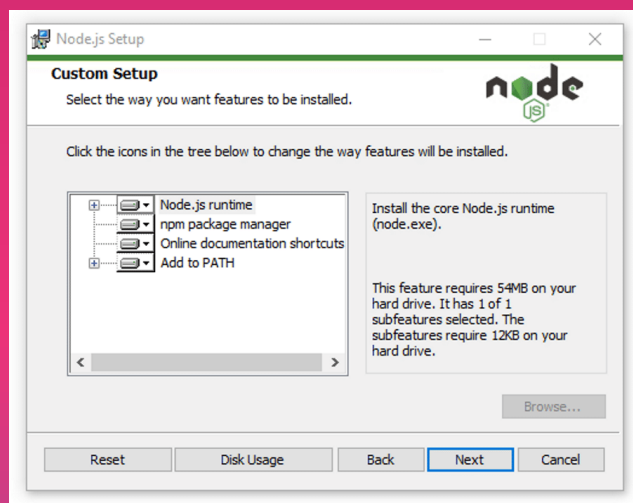 Node.js Setup
Custom Setup
Select the way you want features to be installed.
node
JS
Click the icons in the tree below to change the way features will be installed.
Node.js runtime
npm package manager
Online documentation shortcuts
Add to PATH
Install the core Node.js runtime
(node.exe).
This feature requires 54MB on your
hard drive. It has 1 of 1
subfeatures selected. The
subfeatures require 12KB on your
hard drive.
Browse...
Reset
Disk Usage
Back
Next
Cancel